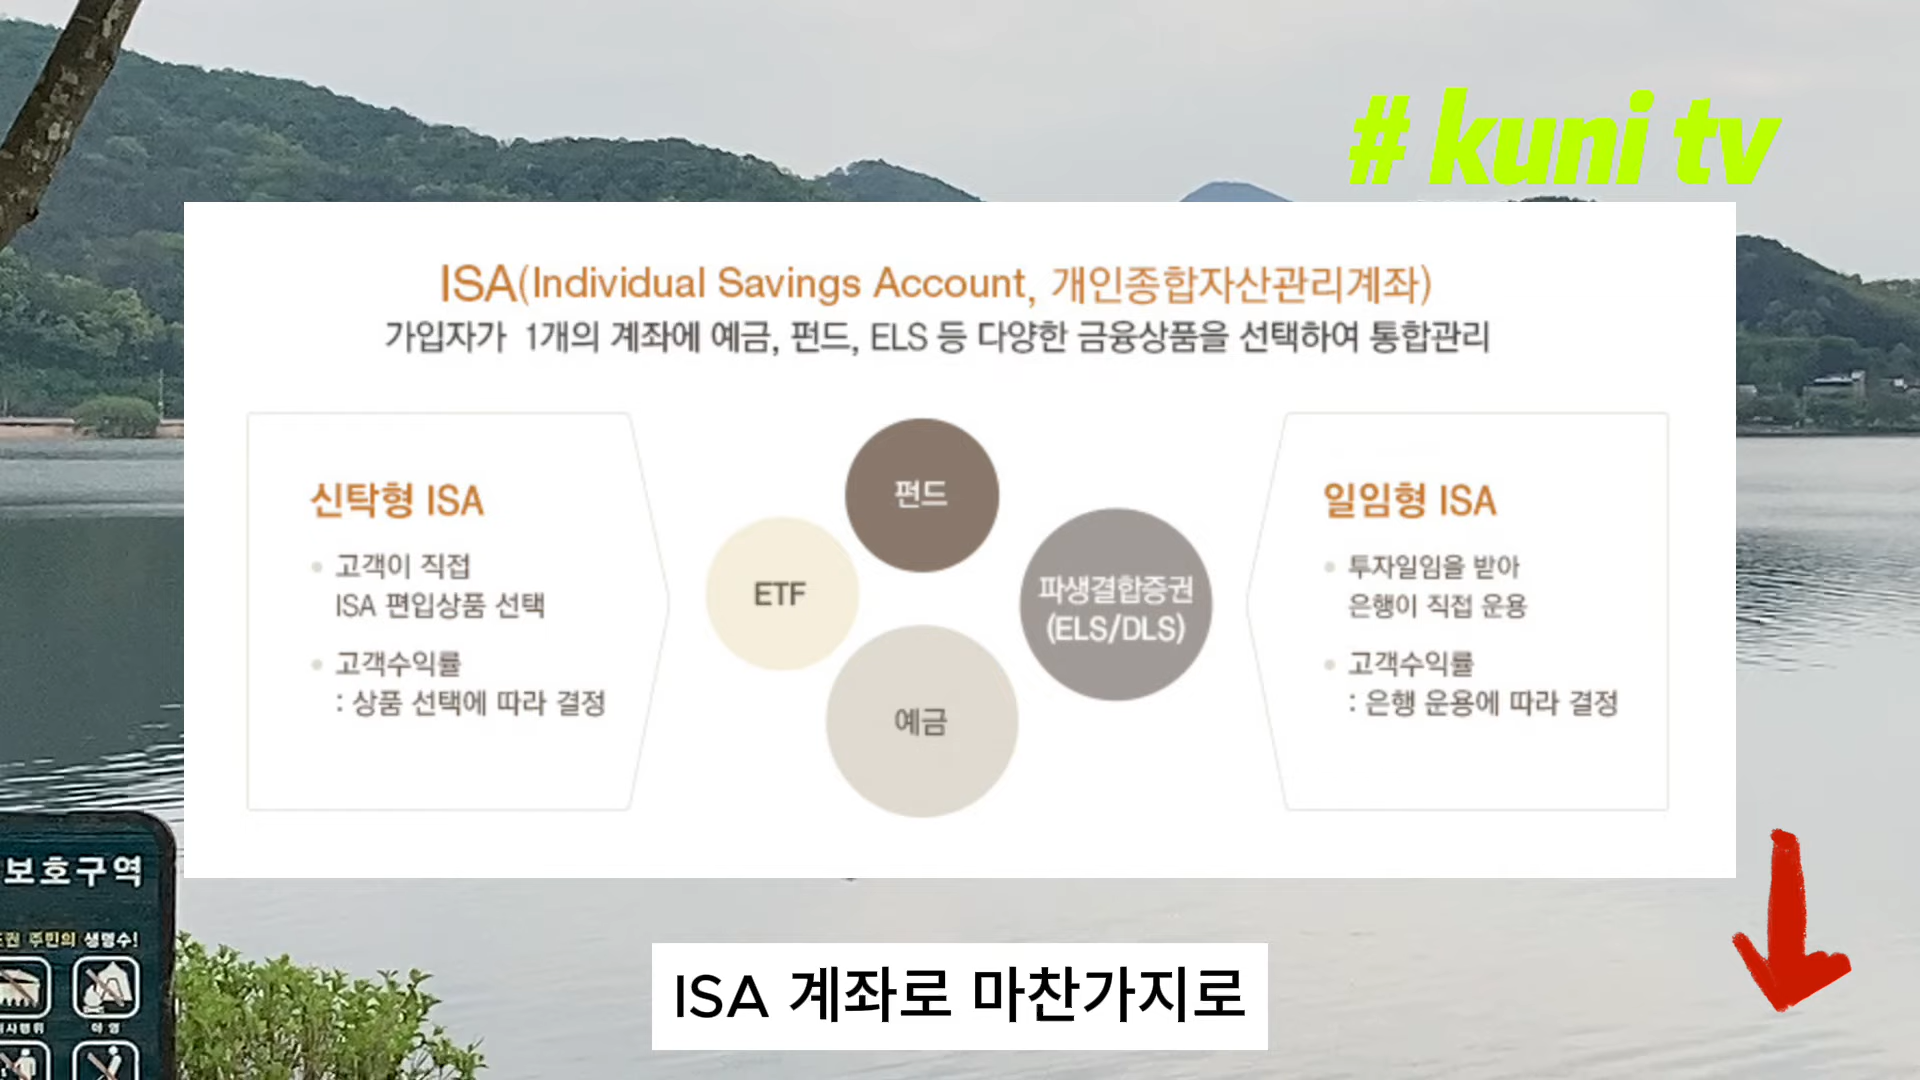 # kuni tv
ISA(Individual Savings Account, 개인종합자산관리계좌)
가입자가 1개의 계좌에 예금, 펀드, ELS 등 다양한 금융상품을 선택하여 통합관리
신탁형 ISA
• 고객이 직접
ISA 편입상품 선택
• 고객수익률
: 상품 선택에 따라 결정
펀드
ETF
파생결합증권
(ELS/DLS)
예금
일임형 ISA
• 투자일임을 받아
은행이 직접 운용
• 고객수익률
: 은행 운용에 따라 결정
보호구역
주민의 생명수!
야영
ISA 계좌로 마찬가지로